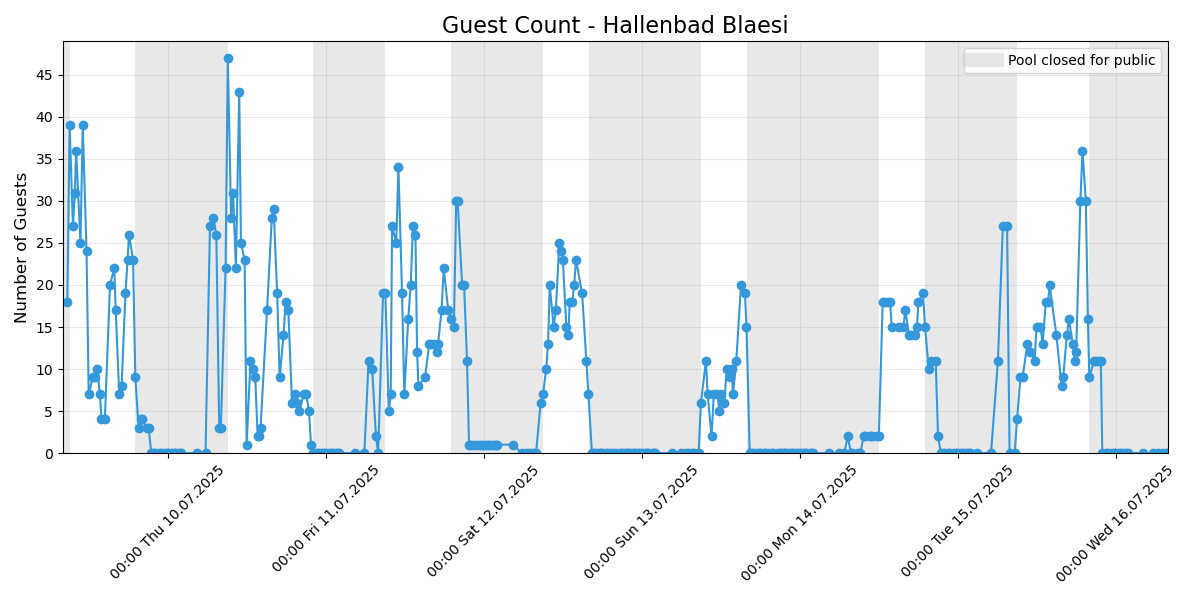 Guest Count - Hallenbad Blaesi
Pool closed for public
Number of Guests
45
40
35
30
25
20
15
10
5
0
00:00 Thu 10.07.2025
00:00 Fri 11.07.2025
00:00 Sat 12.07.2025
00:00 Sun 13.07.2025
00:00 Mon 14.07.2025
00:00 Tue 15.07.2025
00:00 Wed 16.07.2025